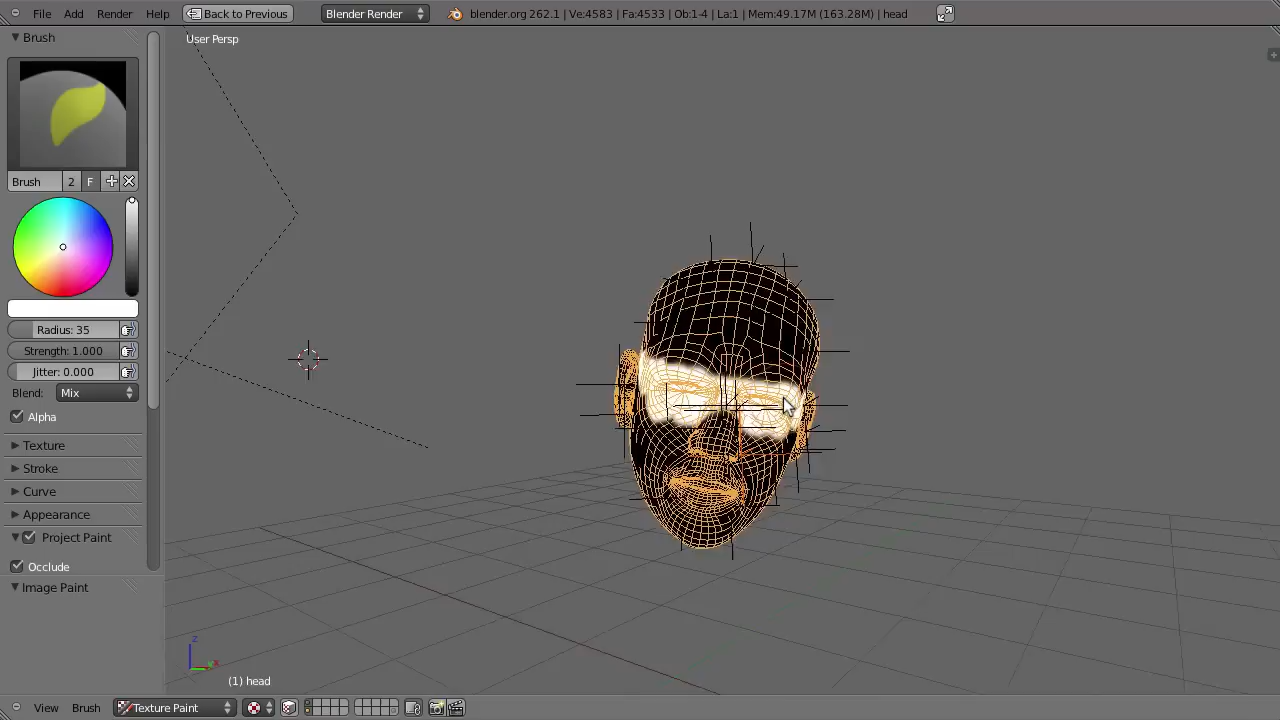 File Add Render Help Back to Previous Blender Render blender.org 262.1 | Ve:4583 | Fa:4533 | Ob:1-4 | La:1 | Mem:49.17M (163.28M) | head
Brush
User Persp
Brush 2 F
Radius: 35
Strength: 1.000
Jitter: 0.000
Blend: Mix
Alpha
Texture
Stroke
Curve
Appearance
Project Paint
Occlude
Image Paint
z
x
y
(1) head
View Brush Texture Paint